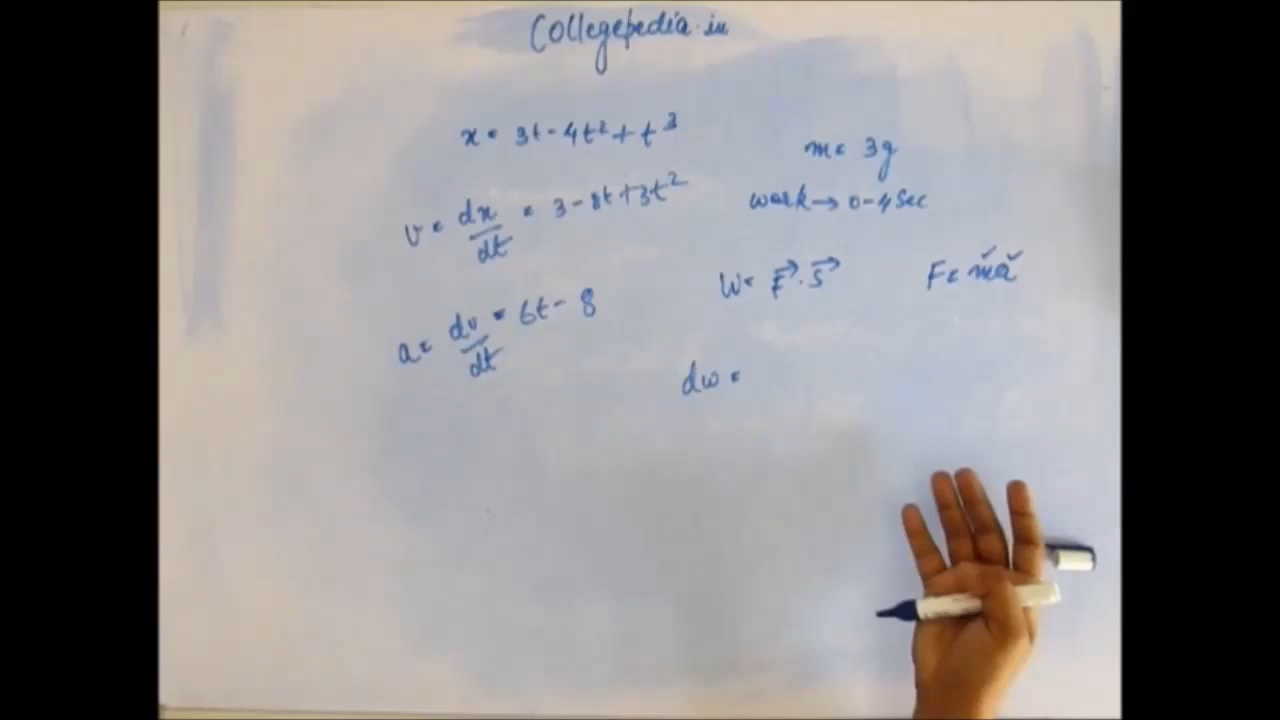 Collegepedia.in
x = 3t - 4t² + t³
m = 3g
v = dx/dt = 3 - 8t + 3t²
work → 0-4 sec
W = F⃗ . S⃗
F = ma⃗
a = dv/dt = 6t - 8
dw =